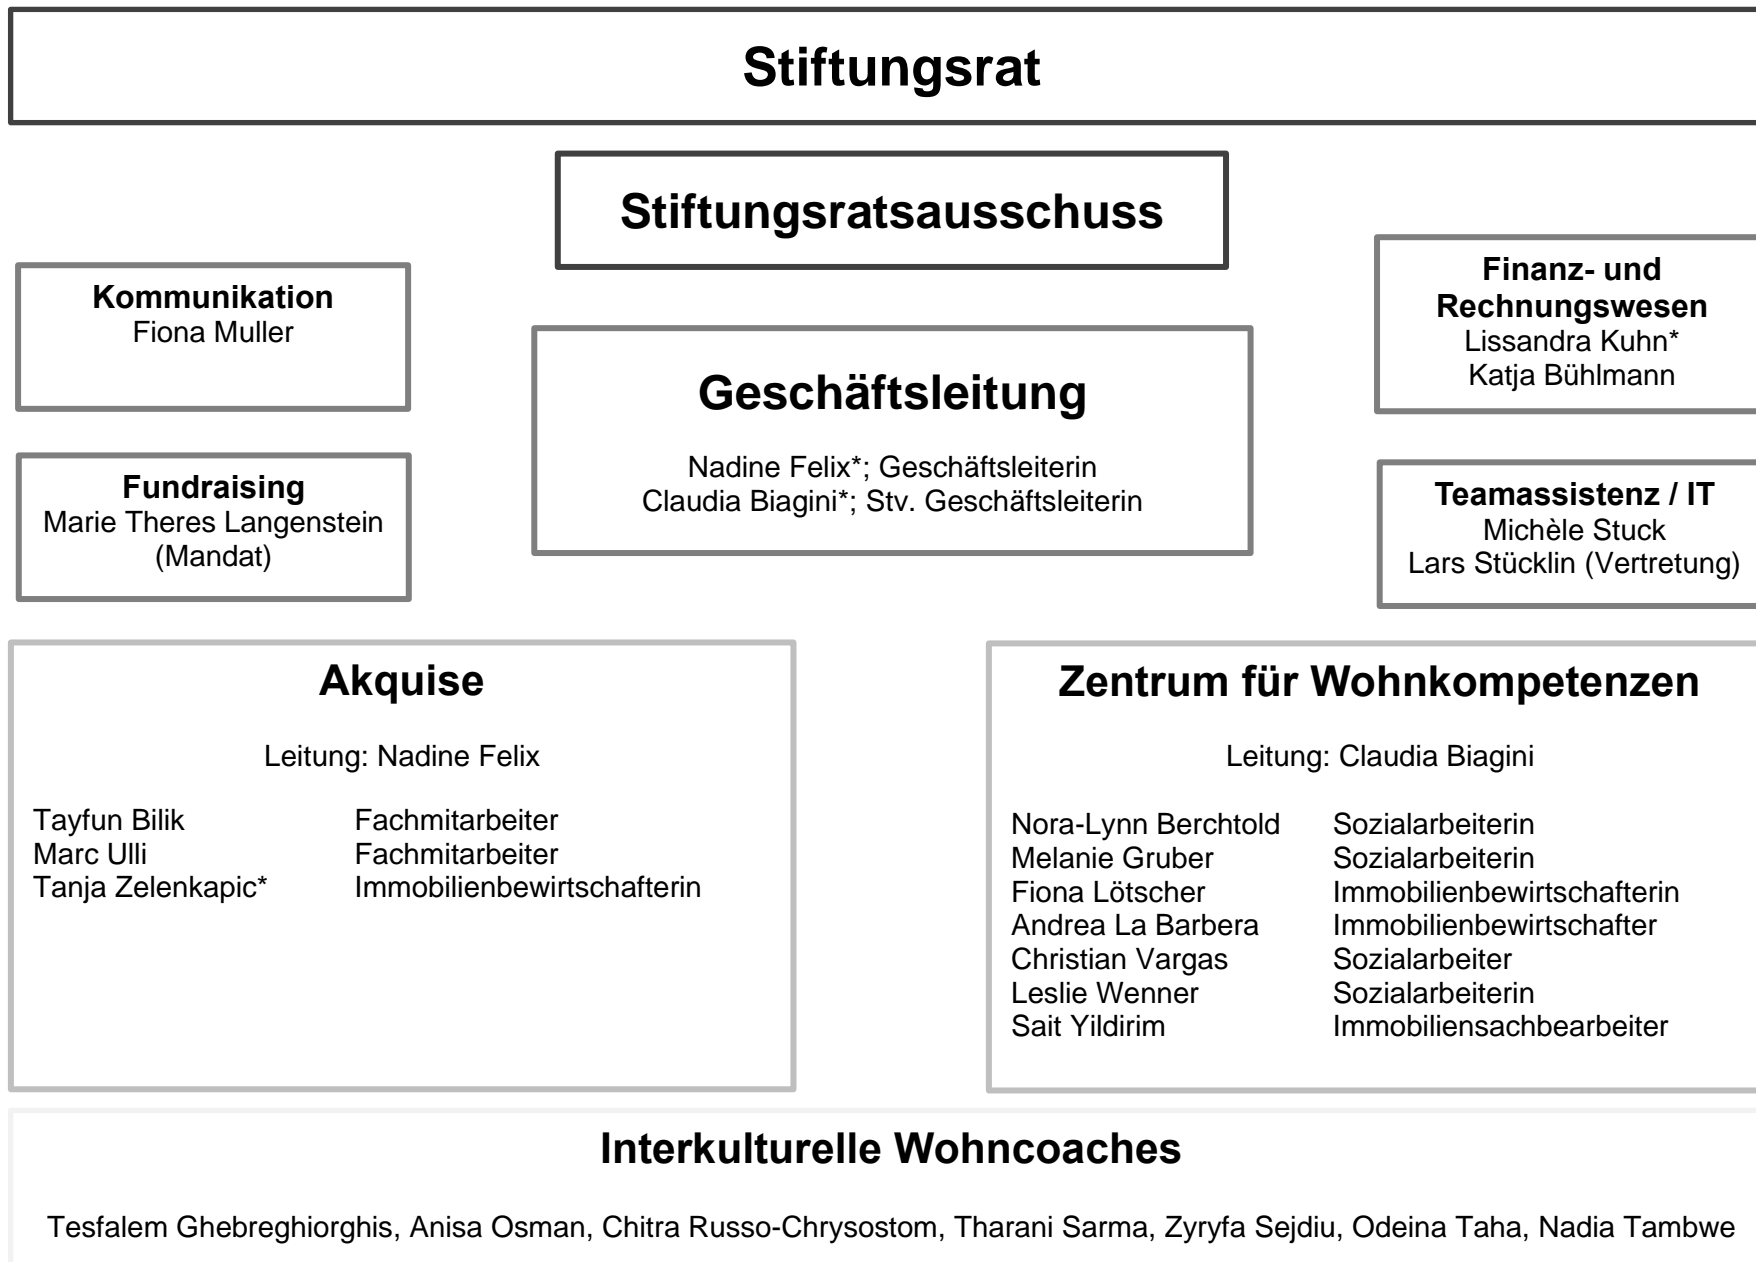 Stiftungsrat
Stiftungsratsausschuss
Kommunikation
Fiona Muller
Finanz- und
Rechnungswesen
Lissandra Kuhn*
Katja Bühlmann
Geschäftsleitung
Nadine Felix*; Geschäftsleiterin
Claudia Biagini*; Stv. Geschäftsleiterin
Fundraising
Marie Theres Langenstein
(Mandat)
Teamassistenz / IT
Michèle Stuck
Lars Stücklin (Vertretung)
Akquise
Leitung: Nadine Felix
Tayfun Bilik Fachmitarbeiter
Marc Ulli Fachmitarbeiter
Tanja Zelenkapic* Immobilienbewirtschafterin
Zentrum für Wohnkompetenzen
Leitung: Claudia Biagini
Nora-Lynn Berchtold Sozialarbeiterin
Melanie Gruber Sozialarbeiterin
Fiona Lötscher Immobilienbewirtschafterin
Andrea La Barbera Immobilienbewirtschafter
Christian Vargas Sozialarbeiter
Leslie Wenner Sozialarbeiterin
Sait Yildirim Immobiliensachbearbeiter
Interkulturelle Wohncoaches
Tesfalem Ghebreghiorghis, Anisa Osman, Chitra Russo-Chrysostom, Tharani Sarma, Zyryfa Sejdiu, Odeina Taha, Nadia Tambwe